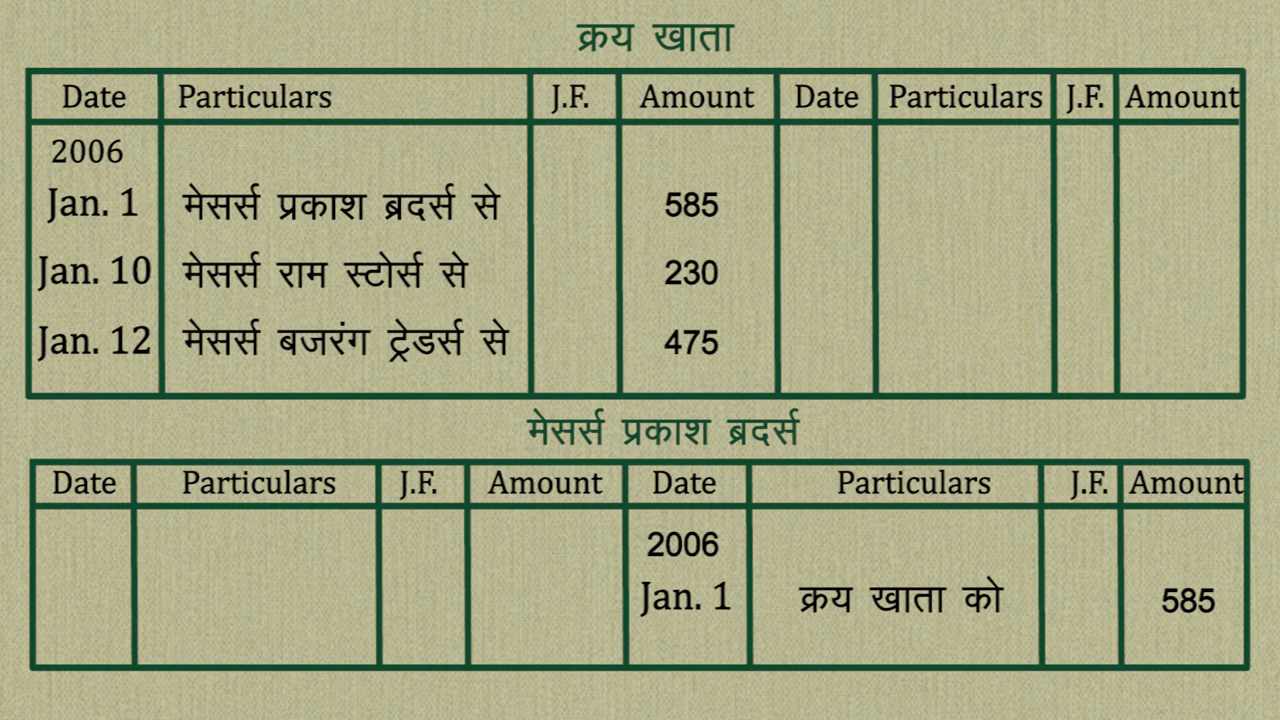 क्रय खाता
Date Particulars J.F. Amount Date Particulars J.F. Amount
2006
Jan. 1 मेसर्स प्रकाश ब्रदर्स से 585
Jan. 10 मेसर्स राम स्टोर्स से 230
Jan. 12 मेसर्स बजरंग ट्रेडर्स से 475
मेसर्स प्रकाश ब्रदर्स
Date Particulars J.F. Amount Date Particulars J.F. Amount
2006
Jan. 1 क्रय खाता को 585